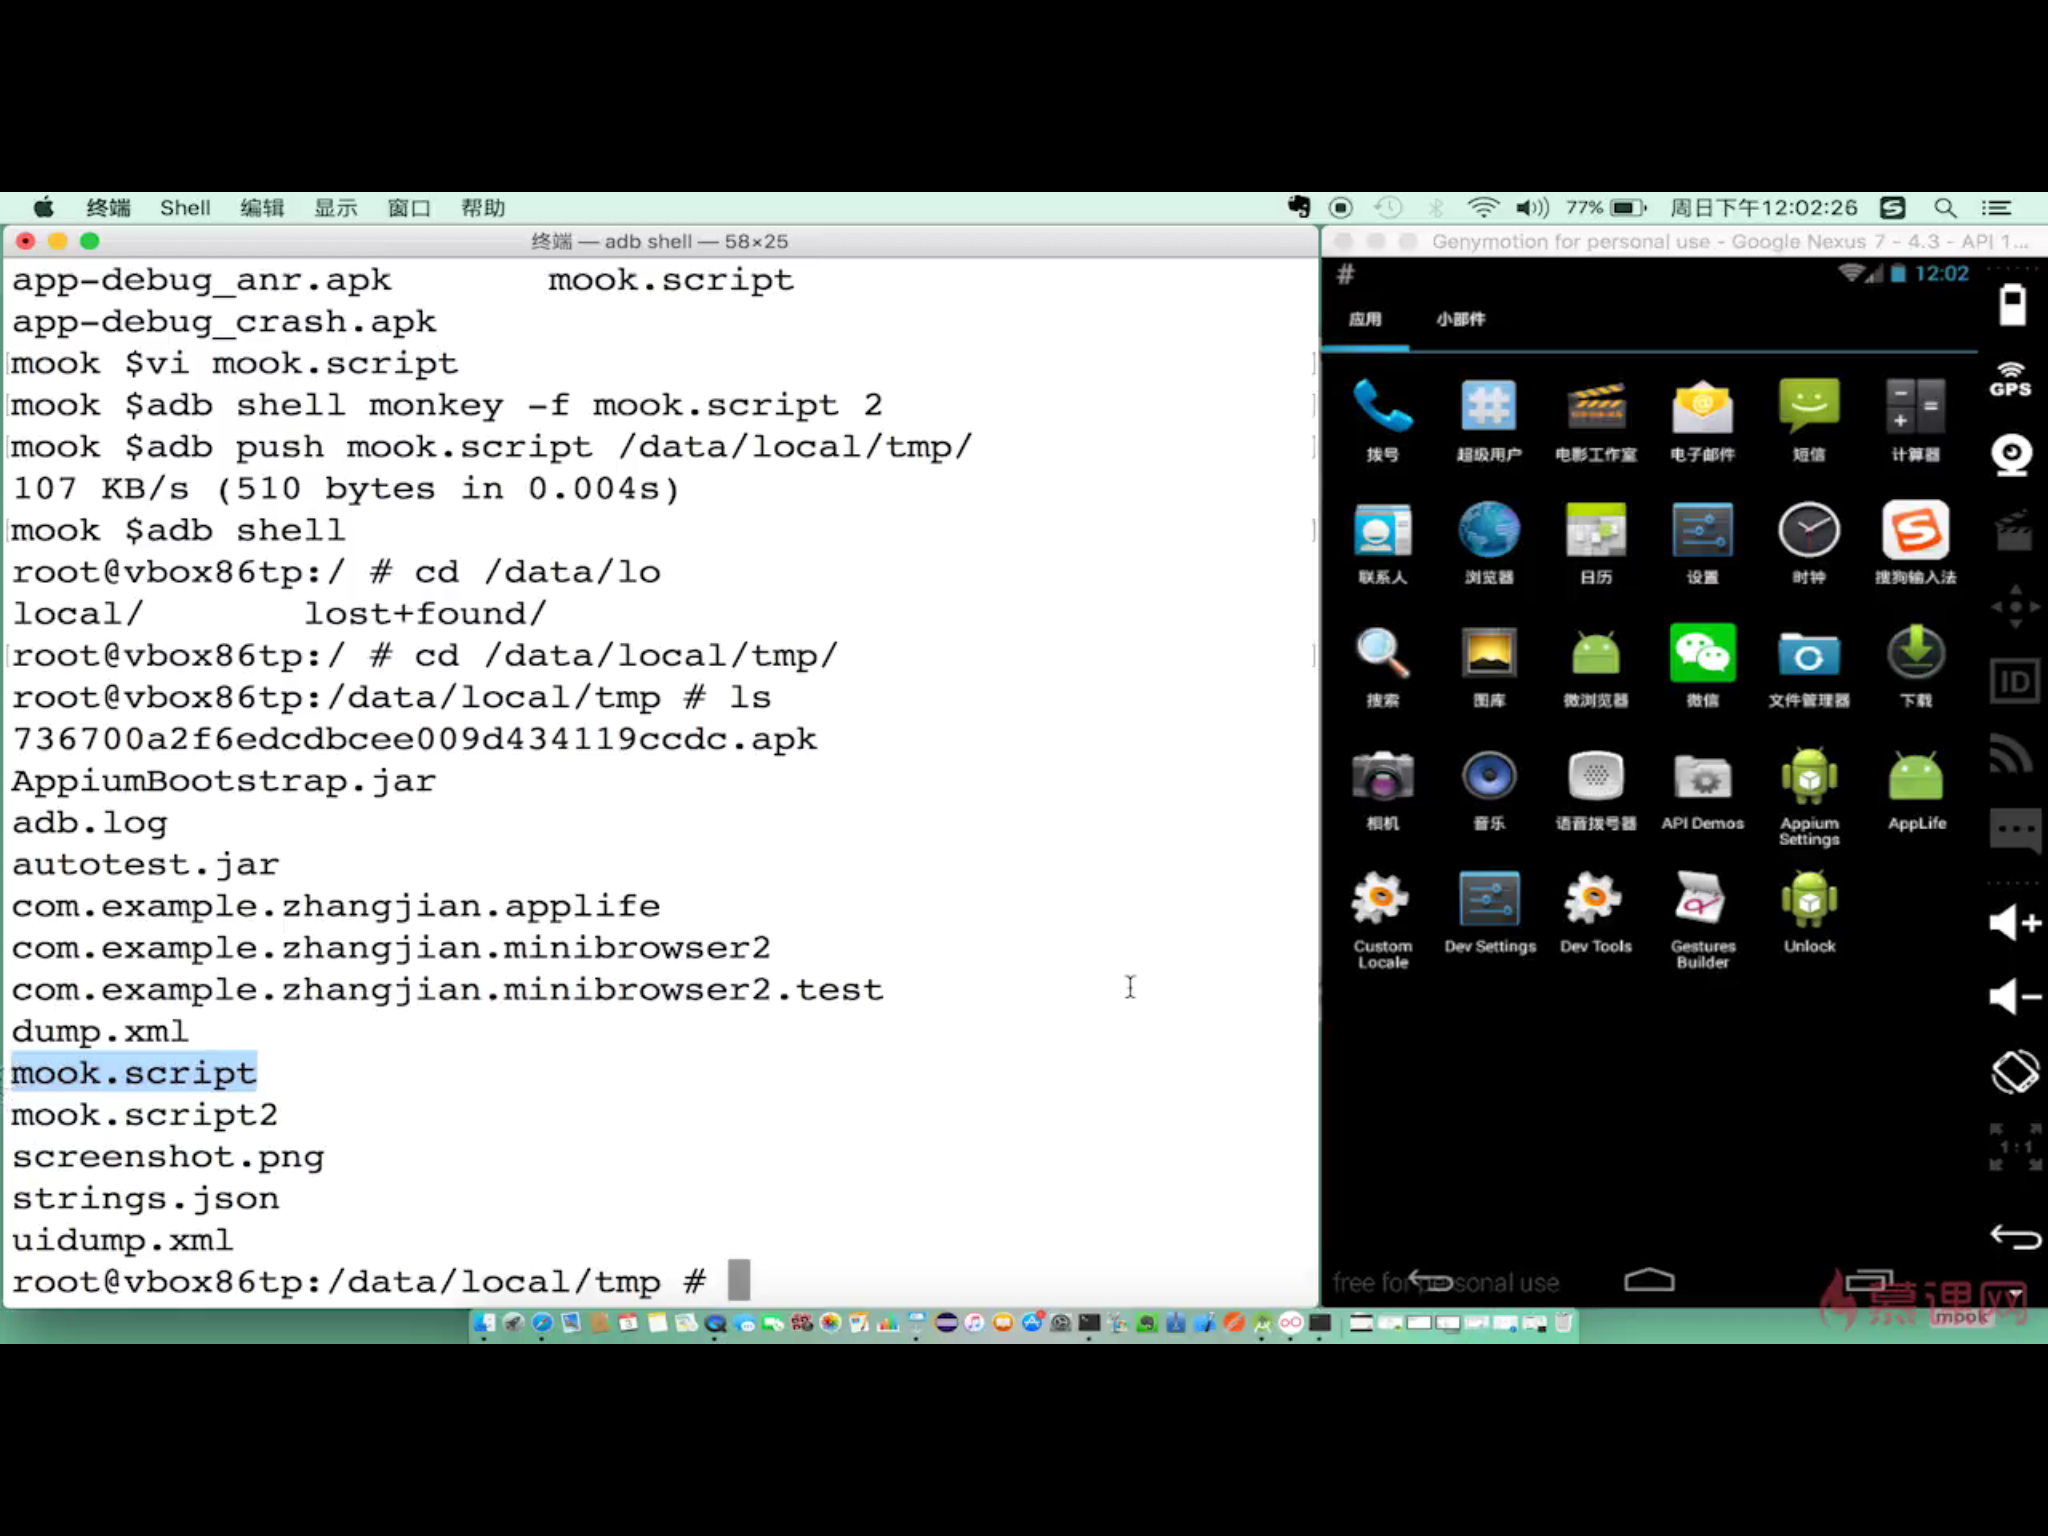 终端 Shell 编辑 显示 窗口 帮助 77% 周日下午12:02:26
终端 — adb shell — 58×25
app-debug_anr.apk mook.script
app-debug_crash.apk
mook $vi mook.script
mook $adb shell monkey -f mook.script 2
mook $adb push mook.script /data/local/tmp/
107 KB/s (510 bytes in 0.004s)
mook $adb shell
root@vbox86tp:/ # cd /data/lo
local/ lost+found/
root@vbox86tp:/ # cd /data/local/tmp/
root@vbox86tp:/data/local/tmp # ls
736700a2f6edcdbcee009d434119ccdc.apk
AppiumBootstrap.jar
adb.log
autotest.jar
com.example.zhangjian.applife
com.example.zhangjian.minibrowser2
com.example.zhangjian.minibrowser2.test
dump.xml
mook.script
mook.script2
screenshot.png
strings.json
uidump.xml
root@vbox86tp:/data/local/tmp #
Genymotion for personal use - Google Nexus 7 - 4.3 - API 1...
# 12:02
应用 小部件
拨号 超级用户 电影工作室 电子邮件 短信 计算器
联系人 浏览器 日历 设置 时钟 搜狗输入法
搜索 图库 微浏览器 微信 文件管理器 下载
相机 音乐 语音拨号器 API Demos Appium Settings AppLife
Custom Locale Dev Settings Dev Tools Gestures Builder Unlock
GPS
ID
1:1
free for personal use
慕课网
mook